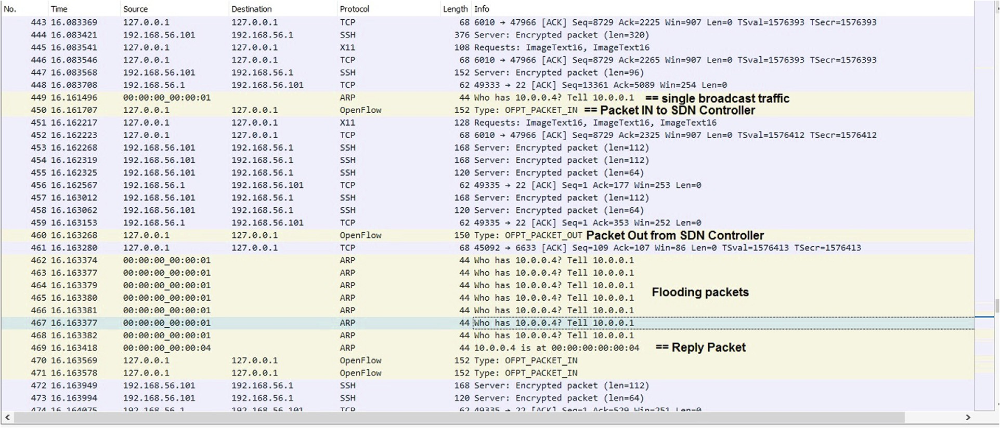 No. Time Source Destination Protocol Length Info
443 16.083369 127.0.0.1 127.0.0.1 TCP 68 6010 → 47966 [ACK] Seq=8729 Ack=2225 Win=907 Len=0 TSval=1576393 TSecr=1576393
444 16.083421 192.168.56.101 192.168.56.1 SSH 376 Server: Encrypted packet (len=320)
445 16.083541 127.0.0.1 127.0.0.1 X11 108 Requests: ImageText16, ImageText16
446 16.083546 127.0.0.1 127.0.0.1 TCP 68 6010 → 47966 [ACK] Seq=8729 Ack=2265 Win=907 Len=0 TSval=1576393 TSecr=1576393
447 16.083568 192.168.56.101 192.168.56.1 SSH 152 Server: Encrypted packet (len=96)
448 16.083708 192.168.56.1 192.168.56.101 TCP 62 49333 → 22 [ACK] Seq=13361 Ack=5089 Win=254 Len=0
449 16.161496 00:00:00_00:00:01 ARP 44 Who has 10.0.0.4? Tell 10.0.0.1 == single broadcast traffic
450 16.161707 127.0.0.1 127.0.0.1 OpenFlow 152 Type: OFPT_PACKET_IN == Packet IN to SDN Controller
451 16.162217 127.0.0.1 127.0.0.1 X11 128 Requests: ImageText16, ImageText16, ImageText16
452 16.162223 127.0.0.1 127.0.0.1 TCP 68 6010 → 47966 [ACK] Seq=8729 Ack=2325 Win=907 Len=0 TSval=1576412 TSecr=1576412
453 16.162268 192.168.56.101 192.168.56.1 SSH 168 Server: Encrypted packet (len=112)
454 16.162319 192.168.56.101 192.168.56.1 SSH 168 Server: Encrypted packet (len=112)
455 16.162325 192.168.56.101 192.168.56.1 SSH 120 Server: Encrypted packet (len=64)
456 16.162567 192.168.56.1 192.168.56.101 TCP 62 49335 → 22 [ACK] Seq=1 Ack=177 Win=253 Len=0
457 16.163012 192.168.56.101 192.168.56.1 SSH 168 Server: Encrypted packet (len=112)
458 16.163062 192.168.56.101 192.168.56.1 SSH 120 Server: Encrypted packet (len=64)
459 16.163153 192.168.56.1 192.168.56.101 TCP 62 49335 → 22 [ACK] Seq=1 Ack=353 Win=252 Len=0
460 16.163268 127.0.0.1 127.0.0.1 OpenFlow 150 Type: OFPT_PACKET_OUT Packet Out from SDN Controller
461 16.163280 127.0.0.1 127.0.0.1 TCP 68 45092 → 6633 [ACK] Seq=109 Ack=107 Win=86 Len=0 TSval=1576413 TSecr=1576413
462 16.163374 00:00:00_00:00:01 ARP 44 Who has 10.0.0.4? Tell 10.0.0.1
463 16.163377 00:00:00_00:00:01 ARP 44 Who has 10.0.0.4? Tell 10.0.0.1
464 16.163379 00:00:00_00:00:01 ARP 44 Who has 10.0.0.4? Tell 10.0.0.1
Flooding packets
465 16.163380 00:00:00_00:00:01 ARP 44 Who has 10.0.0.4? Tell 10.0.0.1
466 16.163381 00:00:00_00:00:01 ARP 44 Who has 10.0.0.4? Tell 10.0.0.1
467 16.163377 00:00:00_00:00:01 ARP 44 Who has 10.0.0.4? Tell 10.0.0.1
468 16.163382 00:00:00_00:00:01 ARP 44 Who has 10.0.0.4? Tell 10.0.0.1
469 16.163418 00:00:00_00:00:04 ARP 44 10.0.0.4 is at 00:00:00:00:00:04 == Reply Packet
470 16.163569 127.0.0.1 127.0.0.1 OpenFlow 152 Type: OFPT_PACKET_IN
471 16.163578 127.0.0.1 127.0.0.1 OpenFlow 152 Type: OFPT_PACKET_IN
472 16.163949 192.168.56.101 192.168.56.1 SSH 168 Server: Encrypted packet (len=112)
473 16.163994 192.168.56.101 192.168.56.1 SSH 120 Server: Encrypted packet (len=64)
474 16.164075 192.168.56.1 192.168.56.101 TCP 62 49335 → 22 [ACK] Seq=1 Ack=529 Win=251 Len=0